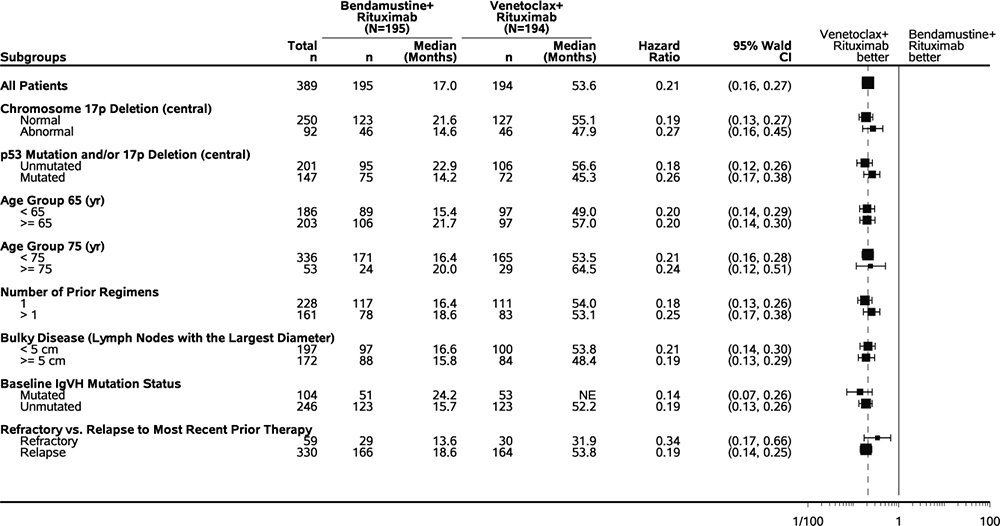 Bendamustine+ Venetoclax+
Rituximab Rituximab
(N=195) (N=194)
Venetoclax+ Bendamustine+
Total Median Median Hazard 95% Wald Rituximab Rituximab
Subgroups n n (Months) n (Months) Ratio CI better better
All Patients 389 195 17.0 194 53.6 0.21 (0.16, 0.27)
Chromosome 17p Deletion (central)
Normal 250 123 21.6 127 55.1 0.19 (0.13, 0.27)
Abnormal 92 46 14.6 46 47.9 0.27 (0.16, 0.45)
p53 Mutation and/or 17p Deletion (central)
Unmutated 201 95 22.9 106 56.6 0.18 (0.12, 0.26)
Mutated 147 75 14.2 72 45.3 0.26 (0.17, 0.38)
Age Group 65 (yr)
< 65 186 89 15.4 97 49.0 0.20 (0.14, 0.29)
>= 65 203 106 21.7 97 57.0 0.20 (0.14, 0.30)
Age Group 75 (yr)
< 75 336 171 16.4 165 53.5 0.21 (0.16, 0.28)
>= 75 53 24 20.0 29 64.5 0.24 (0.12, 0.51)
Number of Prior Regimens
1 228 117 16.4 111 54.0 0.18 (0.13, 0.26)
> 1 161 78 18.6 83 53.1 0.25 (0.17, 0.38)
Bulky Disease (Lymph Nodes with the Largest Diameter)
< 5 cm 197 97 16.6 100 53.8 0.21 (0.14, 0.30)
>= 5 cm 172 88 15.8 84 48.4 0.19 (0.13, 0.29)
Baseline IgVH Mutation Status
Mutated 104 51 24.2 53 NE 0.14 (0.07, 0.26)
Unmutated 246 123 15.7 123 52.2 0.19 (0.13, 0.26)
Refractory vs. Relapse to Most Recent Prior Therapy
Refractory 59 29 13.6 30 31.9 0.34 (0.17, 0.66)
Relapse 330 166 18.6 164 53.8 0.19 (0.14, 0.25)
1/100 1 100